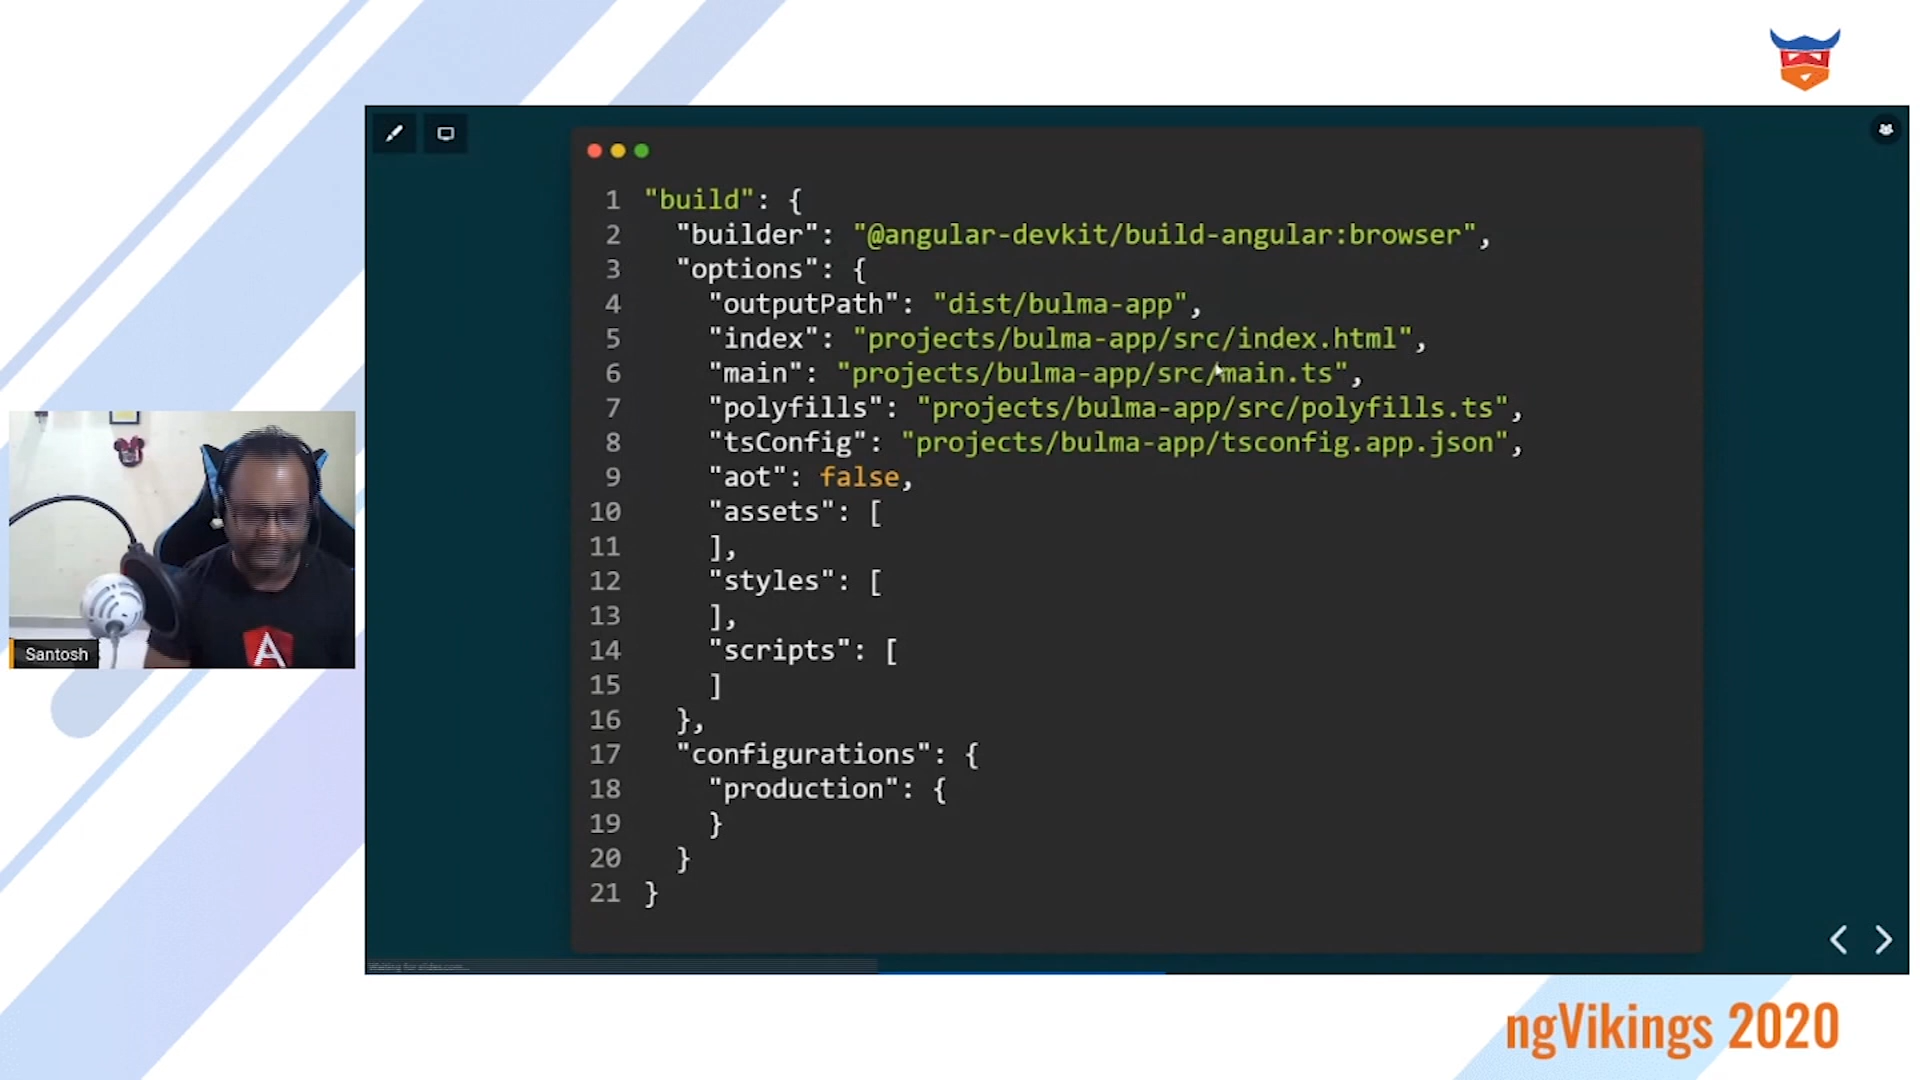 1 "build": {
2 "builder": "@angular-devkit/build-angular:browser",
3 "options": {
4 "outputPath": "dist/bulma-app",
5 "index": "projects/bulma-app/src/index.html",
6 "main": "projects/bulma-app/src/main.ts",
7 "polyfills": "projects/bulma-app/src/polyfills.ts",
8 "tsConfig": "projects/bulma-app/tsconfig.app.json",
9 "aot": false,
10 "assets": [
11 ],
12 "styles": [
13 ],
14 "scripts": [
15 ]
16 },
17 "configurations": {
18 "production": {
19 }
20 }
21 }
Santosh
ngVikings 2020